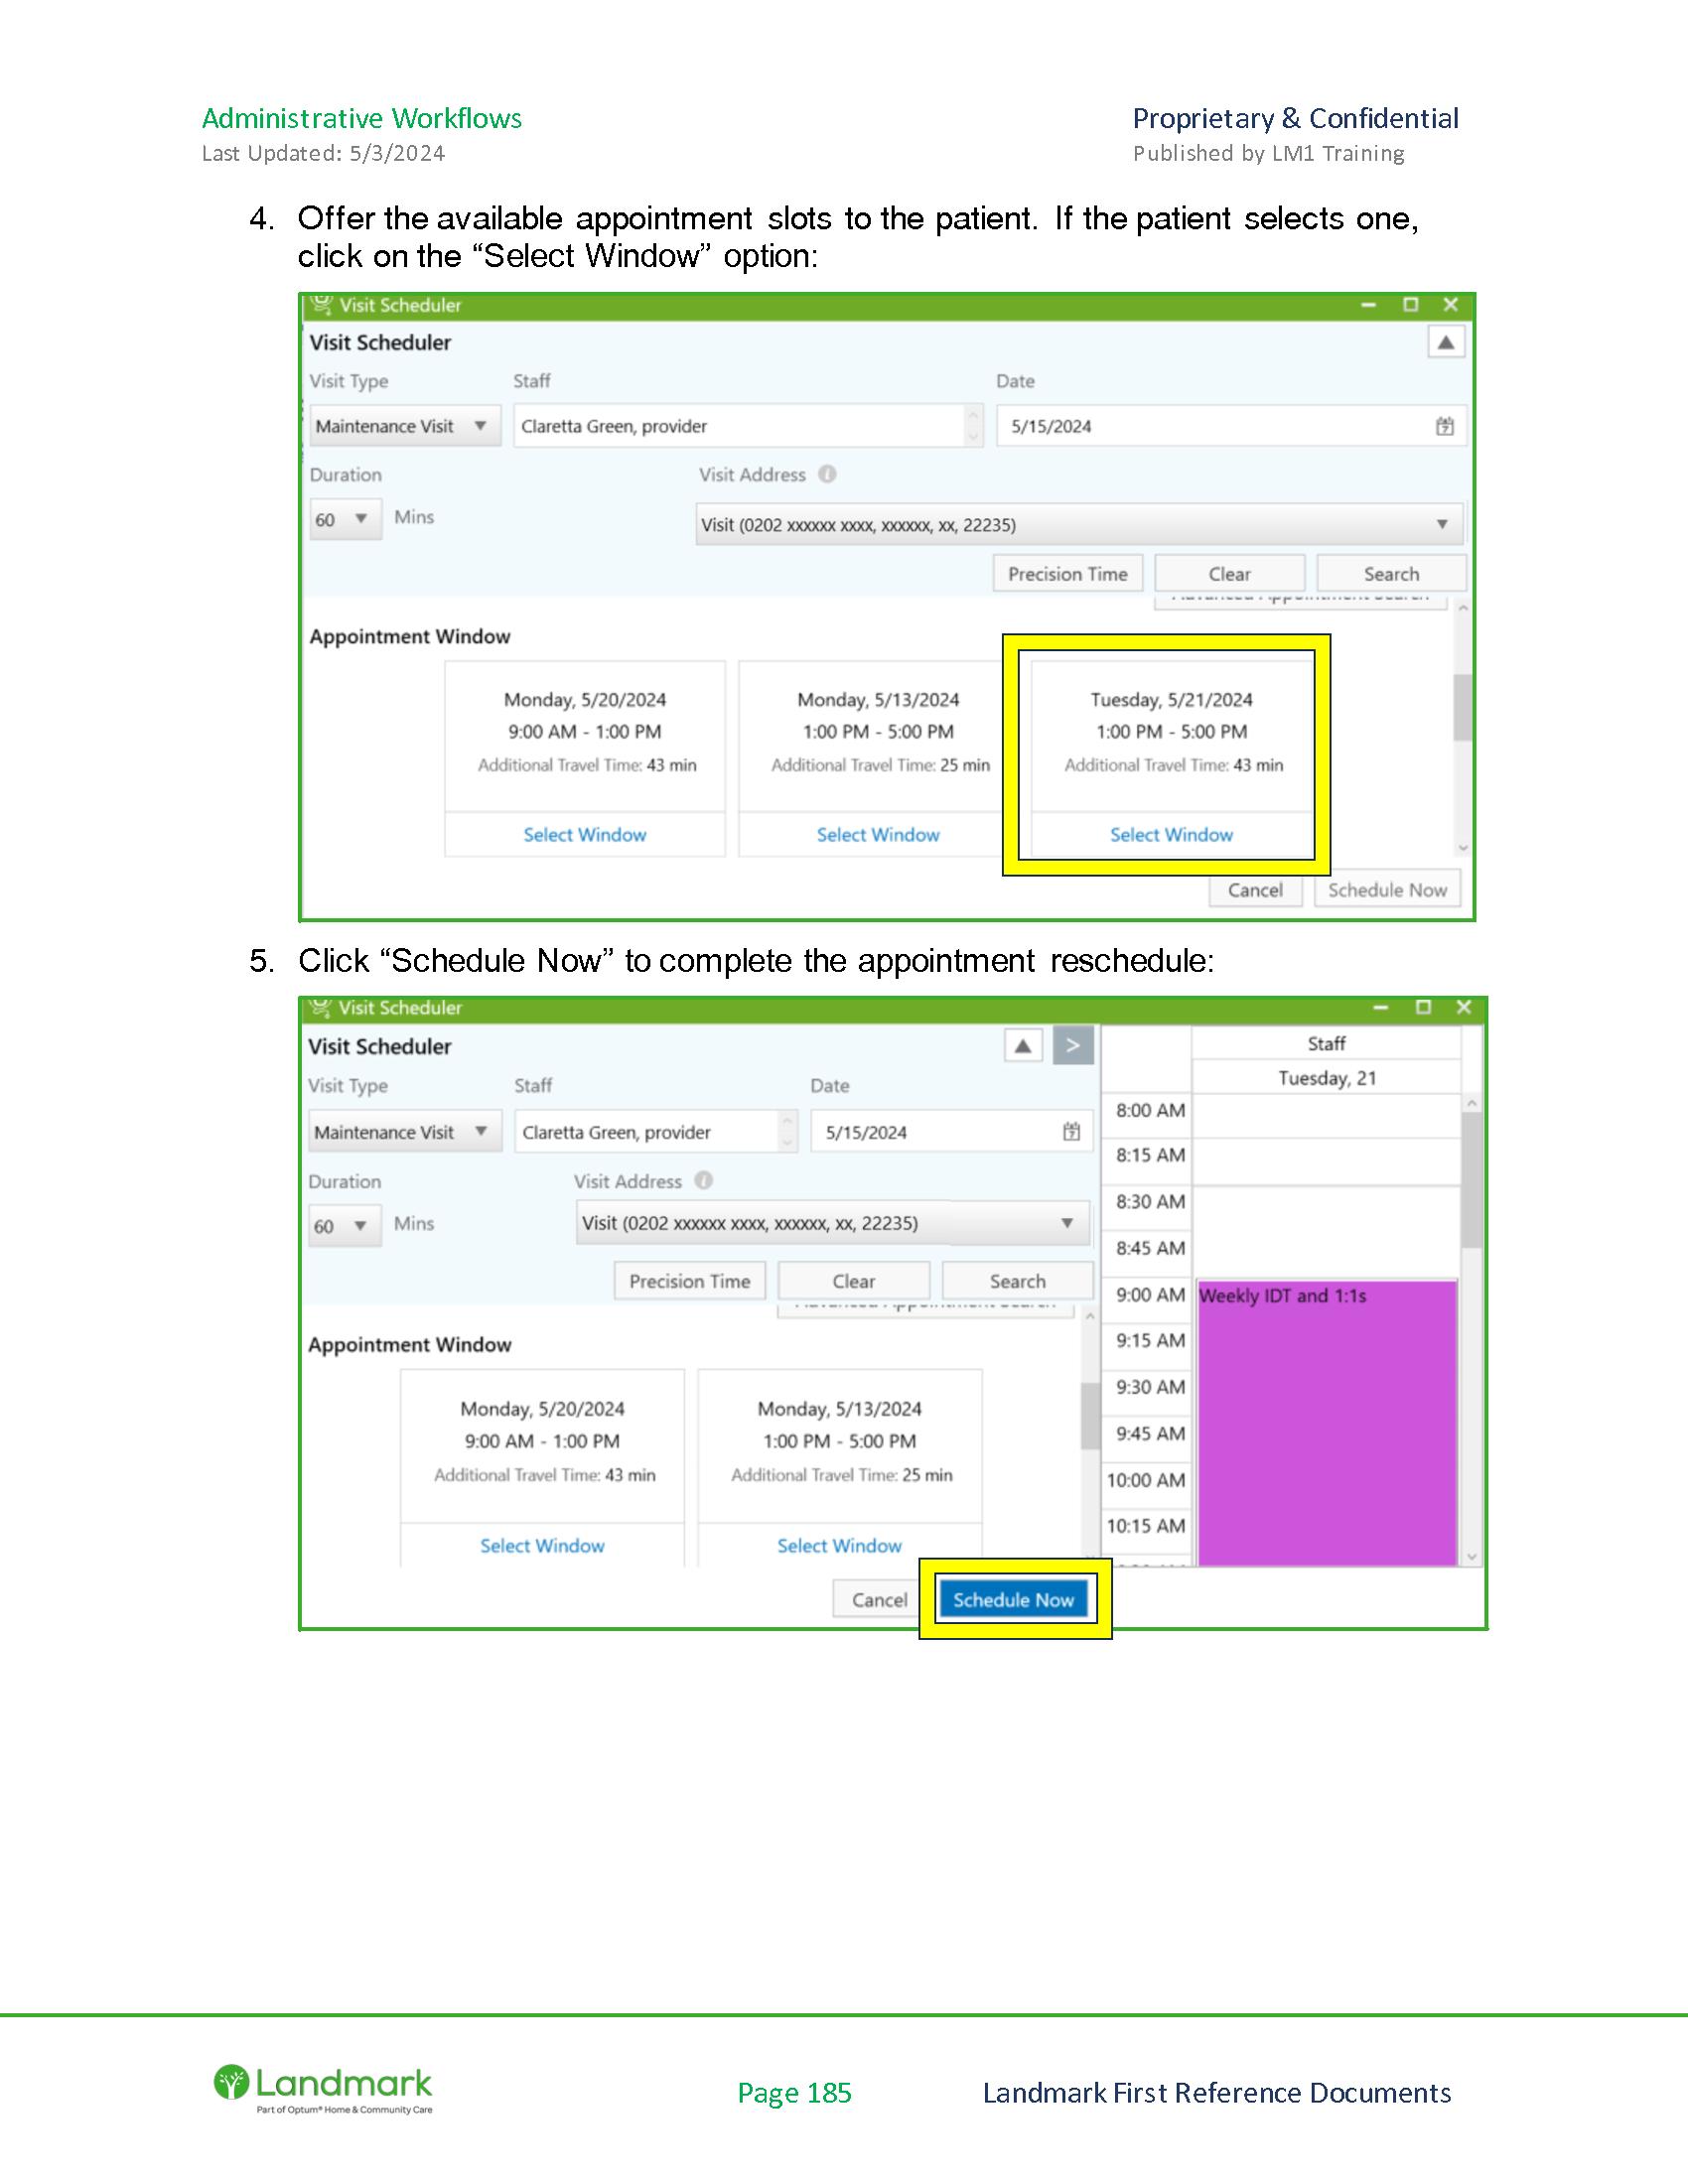 Administrative Workflows
Last Updated: 5/3/2024
Proprietary & Confidential
Published by LM1 Training
4. Offer the available appointment slots to the patient. If the patient selects one,
click on the “Select Window” option:
Visit Scheduler
Visit Scheduler
Visit Type
Staff
Date
Maintenance Visit
Claretta Green, provider
5/15/2024
Duration
Visit Address
60 Mins
Visit (0202 xxxxxx xxxx, xxxxxx, xx, 22235)
Precision Time
Clear
Search
Appointment Window
Monday, 5/20/2024
9:00 AM - 1:00 PM
Additional Travel Time: 43 min
Select Window
Monday, 5/13/2024
1:00 PM - 5:00 PM
Additional Travel Time: 25 min
Select Window
Tuesday, 5/21/2024
1:00 PM - 5:00 PM
Additional Travel Time: 43 min
Select Window
Cancel
Schedule Now
5. Click “Schedule Now” to complete the appointment reschedule:
Visit Scheduler
Visit Scheduler
>
Visit Type
Staff
Date
Maintenance Visit
Claretta Green, provider
5/15/2024
Duration
Visit Address
60 Mins
Visit (0202 xxxxxx xxxx, xxxxxx, xx, 22235)
Precision Time
Clear
Search
Appointment Window
Monday, 5/20/2024
9:00 AM - 1:00 PM
Additional Travel Time: 43 min
Select Window
Monday, 5/13/2024
1:00 PM - 5:00 PM
Additional Travel Time: 25 min
Select Window
Cancel
Schedule Now
Staff
Tuesday, 21
8:00 AM
8:15 AM
8:30 AM
8:45 AM
9:00 AM Weekly IDT and 1:1s
9:15 AM
9:30 AM
9:45 AM
10:00 AM
10:15 AM
Landmark
Part of Optum® Home & Community Care
Page 185
Landmark First Reference Documents